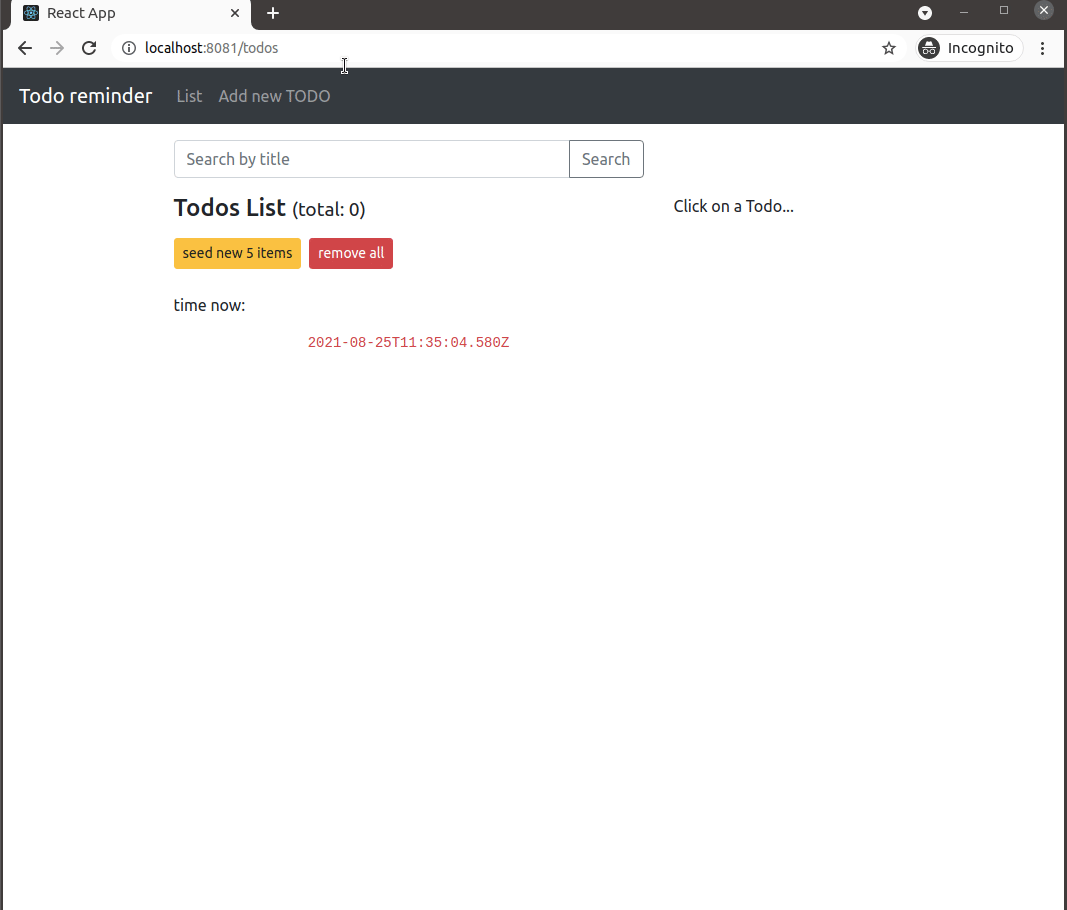 React App
localhost:8081/todos
Incognito
Todo reminder List Add new TODO
Search by title Search
Todos List (total: 0)
Click on a Todo...
seed new 5 items remove all
time now:
2021-08-25T11:35:04.580Z